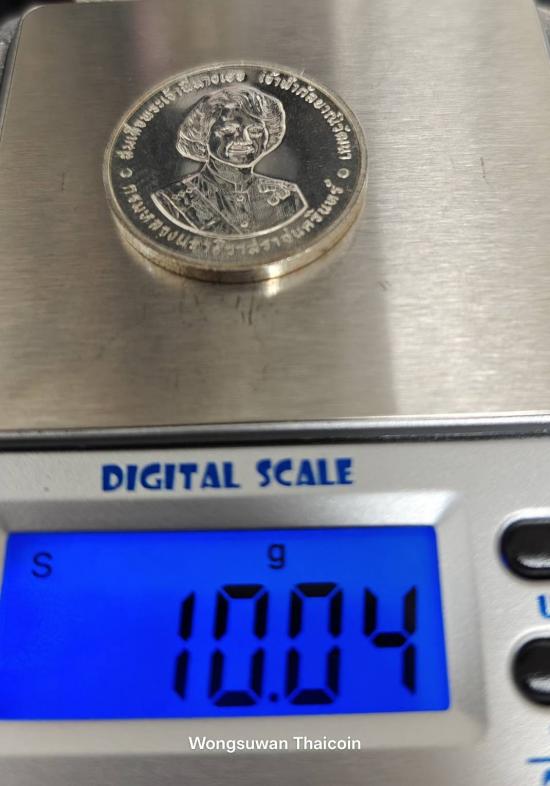 สมเด็จพระเจ้าพี่นางเธอ เจ้าฟ้ากัลยาณิวัฒนา
กรมหลวงนราธิวาสราชนครินทร์
DIGITAL SCALE
S g
10.04
Wongsuwan Thaicoin